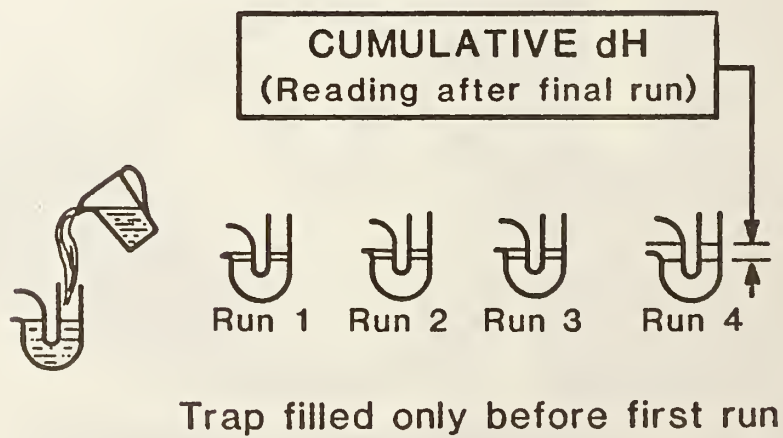 CUMULATIVE dH
(Reading after final run)
Run 1 Run 2 Run 3 Run 4
Trap filled only before first run